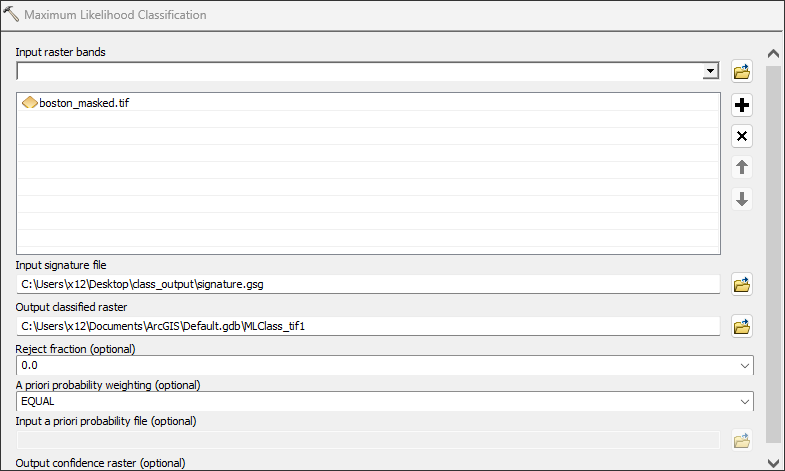 Maximum Likelihood Classification
Input raster bands
boston_masked.tif
Input signature file
C:\Users\x12\Desktop\class_output\signature.gsg
Output classified raster
C:\Users\x12\Documents\ArcGIS\Default.gdb\MLClass_tif1
Reject fraction (optional)
0.0
A priori probability weighting (optional)
EQUAL
Input a priori probability file (optional)
Output confidence raster (optional)